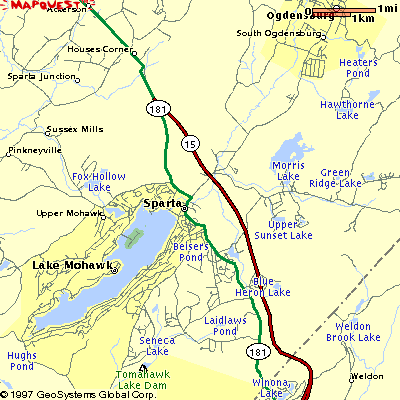 MAPQUEST
Ackerson
Ogdensburg
1mi
1km
0
South Ogdensburg
Houses Corner
Heaters
Pond
Sparta Junction
Hawthorne
Lake
181
Sussex Mills
15
Pinkneyville
Morris
Lake
Green
Ridge Lake
Fox Hollow
Lake
Sparta
Upper Mohawk
Upper
Sunset Lake
Beisers
Pond
Lake Mohawk
Blue
Heron Lake
Laidlaws
Pond
Weldon
Brook Lake
Seneca
Lake
181
Hughs
Pond
Tomahawk
Lake Dam
Weldon
Winona
Lake
©1997 GeoSystems Global Corp.